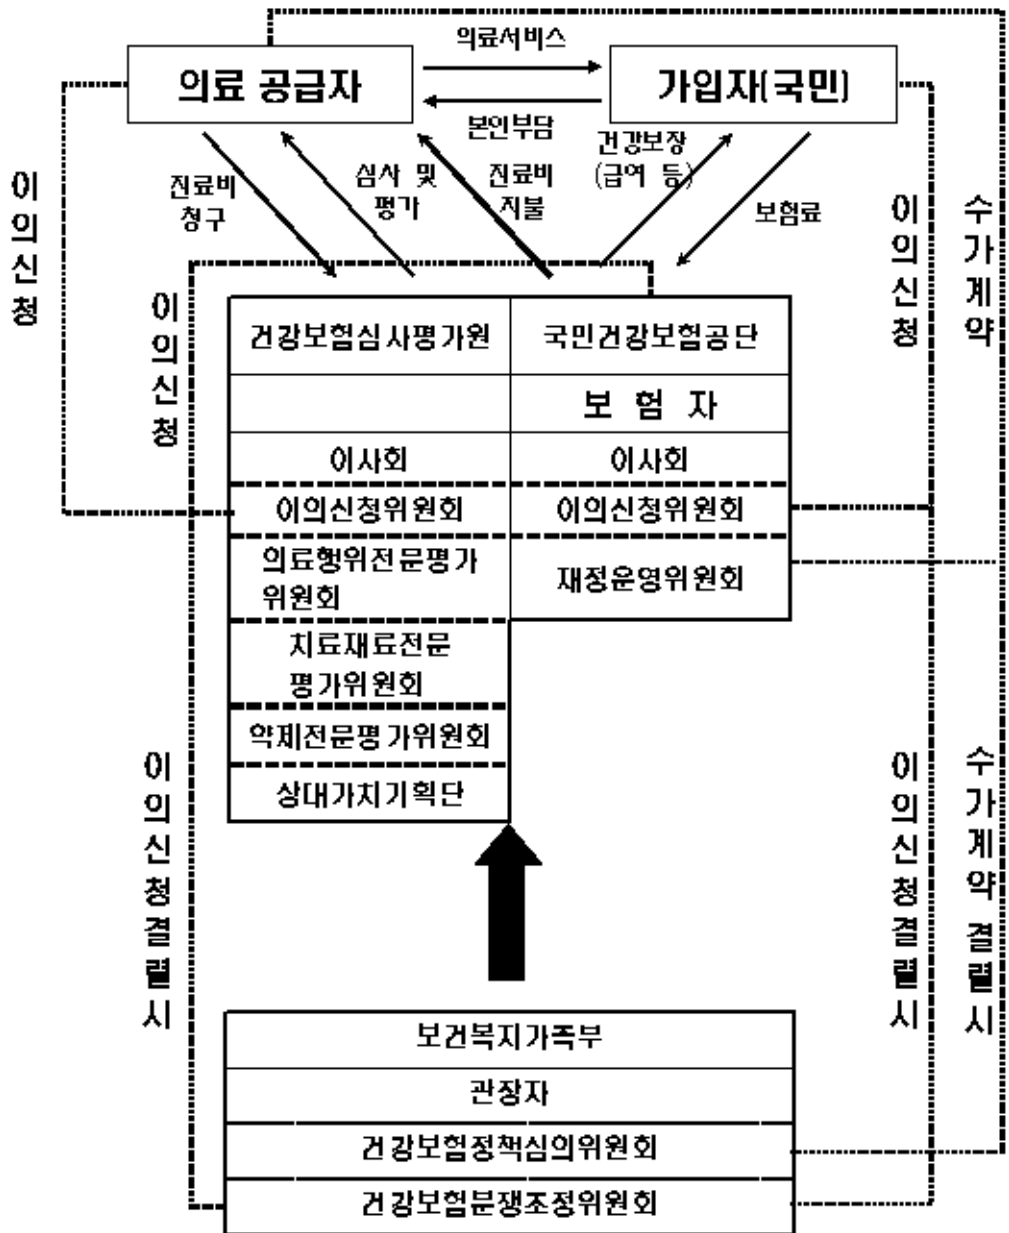 의료서비스
의료 공급자
가입자(국민)
본인부담
건강보장
(급여 등)
진료비
청구
심사 및
평가
진료비
지불
보험료
이의신청
이의신청
수가계약
이의신청
건강보험심사평가원
국민건강보험공단
보 험 자
이사회
이사회
이의신청위원회
이의신청위원회
의료행위전문평가
위원회
재정운영위원회
치료재료전문
평가위원회
약제전문평가위원회
상대가치기획단
이의신청결렬시
이의신청결렬시
수가계약 결렬시
보건복지가족부
관장자
건강보험정책심의위원회
건강보험분쟁조정위원회